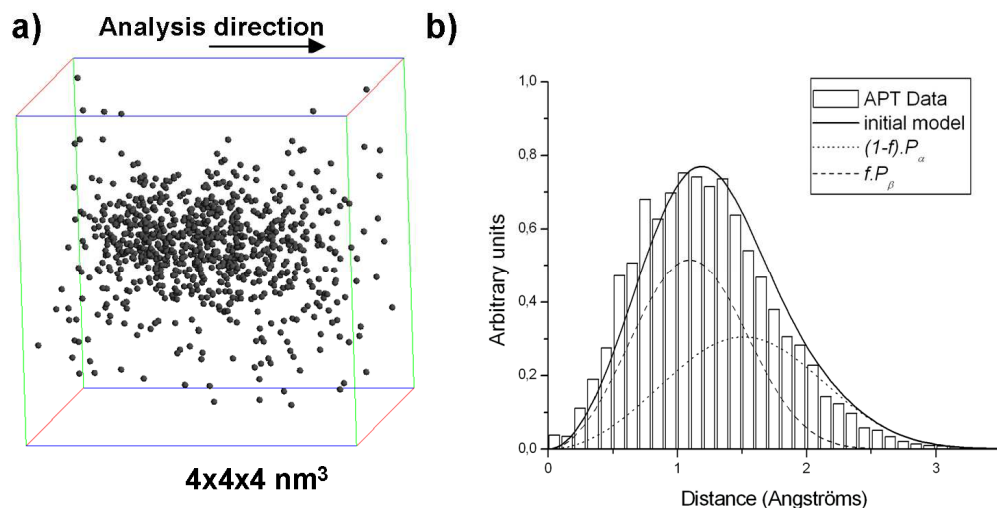 a)
Analysis direction
4x4x4 nm³
b)
1,0
0,8
0,6
0,4
0,2
0,0
Arbitrary units
0
1
2
3
Distance (Angströms)
APT Data
initial model
(1-f).Pα
f.Pβ